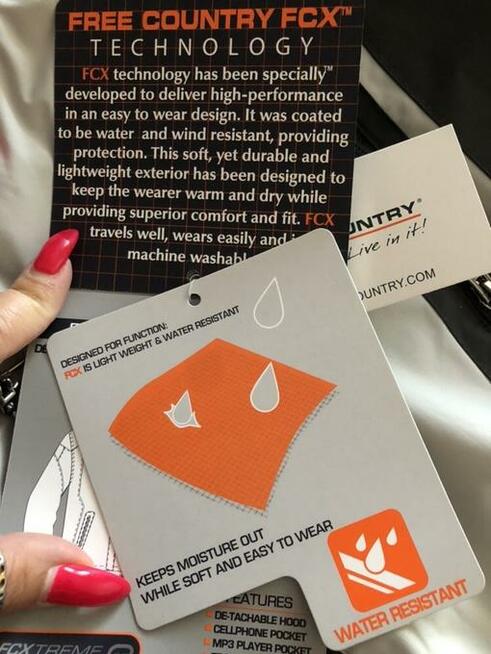 FREE COUNTRY FCX™
TECHNOLOGY
FCX technology has been specially™
developed to deliver high-performance
in an easy to wear design. It was coated
to be water and wind resistant, providing
protection. This soft, yet durable and
lightweight exterior has been designed to
keep the wearer warm and dry while
providing superior comfort and fit. FCX
travels well, wears easily and
machine washabl
UNTRY®
Live in it!
OUNTRY.COM
DESIGNED FOR FUNCTION:
FCX IS LIGHT WEIGHT & WATER RESISTANT
KEEPS MOISTURE OUT
WHILE SOFT AND EASY TO WEAR
WATER RESISTANT
EATURES
DE-TACHABLE HOOD
CELLPHONE POCKET
MP3 PLAYER POCKET
FCXTREME